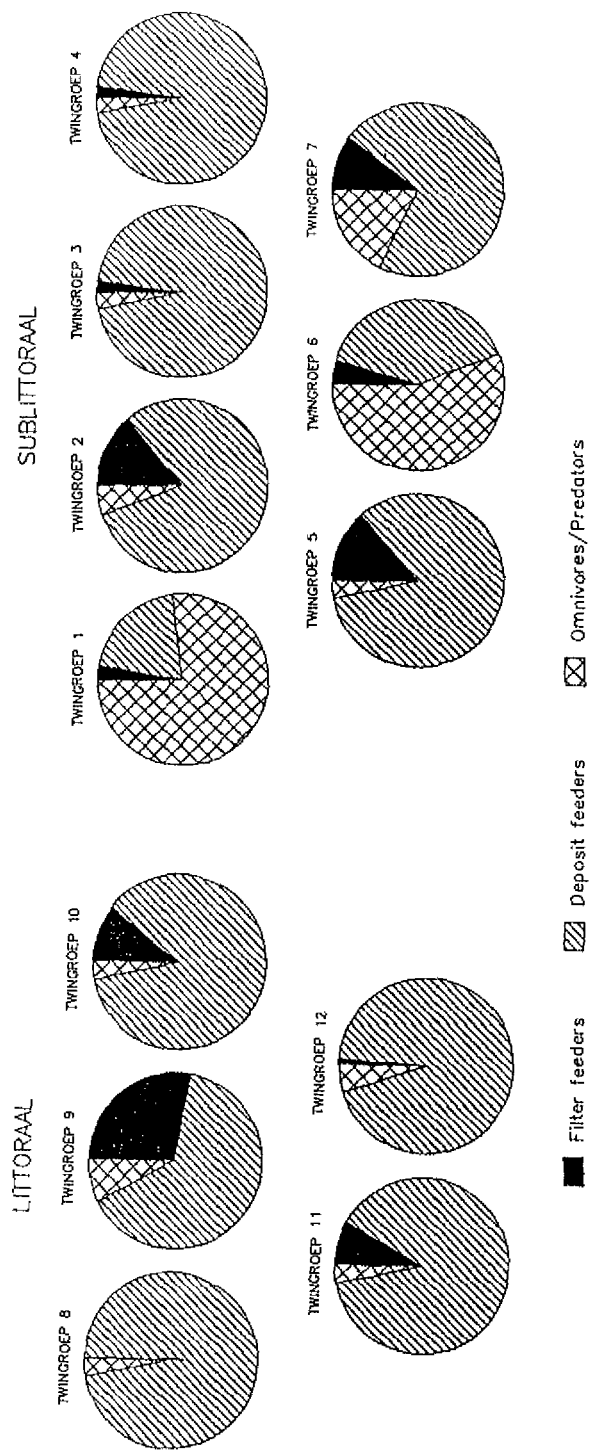 LITTORAAL
TWINGROEP 8
TWINGROEP 9
TWINGROEP 10
TWINGROEP 11
TWINGROEP 12
SUBLITTORAAL
TWINGROEP 1
TWINGROEP 2
TWINGROEP 3
TWINGROEP 4
TWINGROEP 5
TWINGROEP 6
TWINGROEP 7
Filter feeders
Deposit feeders
Omnivores/Predators